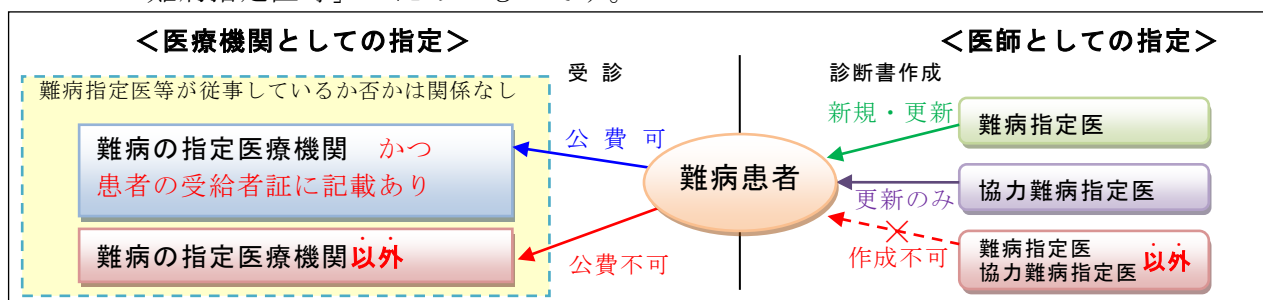 難病指定医等」
＜医療機関としての指定＞
難病指定医等が従事しているか否かは関係なし
難病の指定医療機関　かつ
患者の受給者証に記載あり
難病の指定医療機関以外
受 診
公 費 可
公費不可
難病患者
＜医師としての指定＞
診断書作成
新規・更新
更新のみ
作成不可
難病指定医
協力難病指定医
難病指定医
協力難病指定医 以外